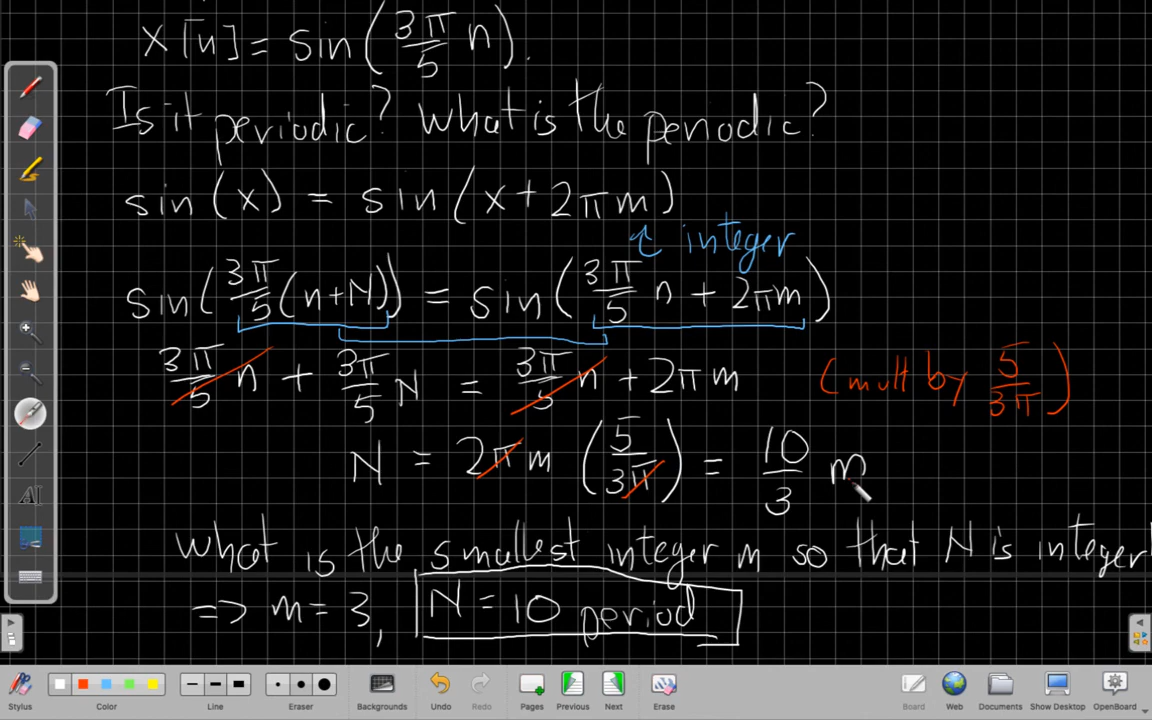 x[n] = sin(3π/5 n).
Is it periodic? What is the periodic?
sin(x) = sin(x + 2πm)
integer
sin(3π/5 (n+N)) = sin(3π/5 n + 2πm)
3π/5 n + 3π/5 N = 3π/5 n + 2πm (mult by 5/3π)
N = 2πm (5/3π) = 10/3 m
What is the smallest integer m so that N is integer
=> m = 3, N = 10 period
Stylus Color Line Eraser Backgrounds Undo Redo Pages Previous Next Erase Board Web Documents Show Desktop OpenBoard